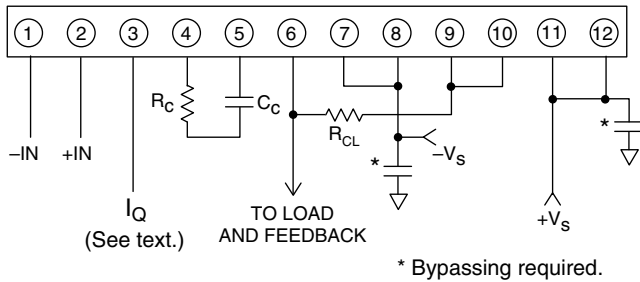 1 2 3 4 5 6 7 8 9 10 11 12
RC CC
RCL
–IN +IN
* –VS *
IQ
(See text.)
TO LOAD
AND FEEDBACK
+VS
* Bypassing required.